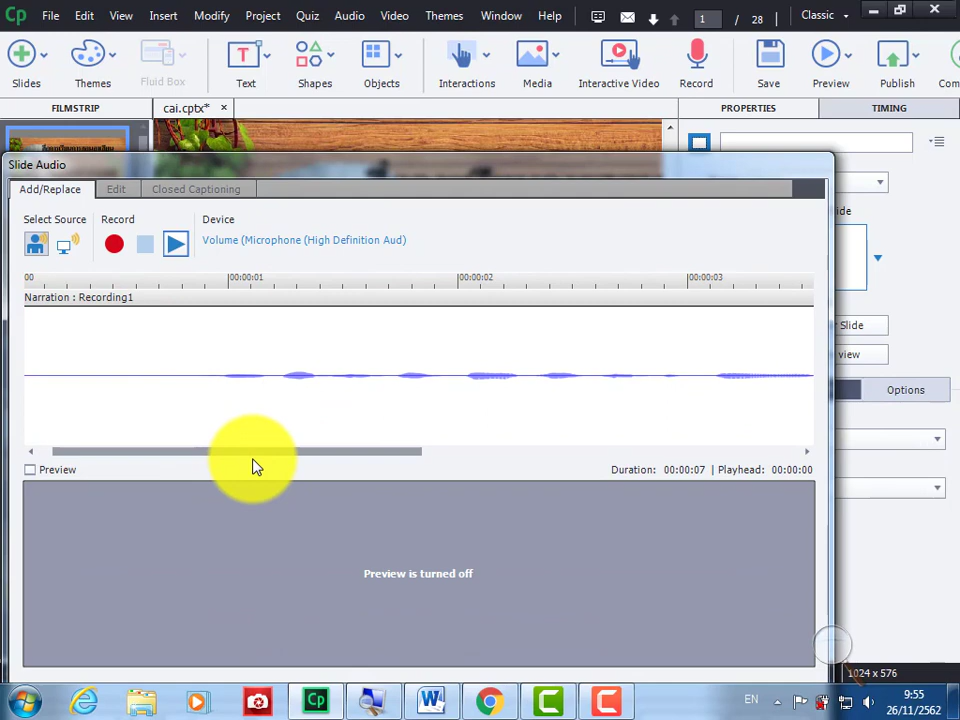 Cp File Edit View Insert Modify Project Quiz Audio Video Themes Window Help 1 / 28 Classic
Slides Themes Fluid Box Text Shapes Objects Interactions Media Interactive Video Record Save Preview Publish Com
FILMSTRIP cai.cptx* × PROPERTIES TIMING
Slide Audio
Add/Replace Edit Closed Captioning
Select Source Record Device
Volume (Microphone (High Definition Aud)
00 00:00:01 00:00:02 00:00:03
Narration : Recording1
Slide
view
Options
Preview Duration: 00:00:07 | Playhead: 00:00:00
Preview is turned off
1024 x 576
EN 9:55
26/11/2562